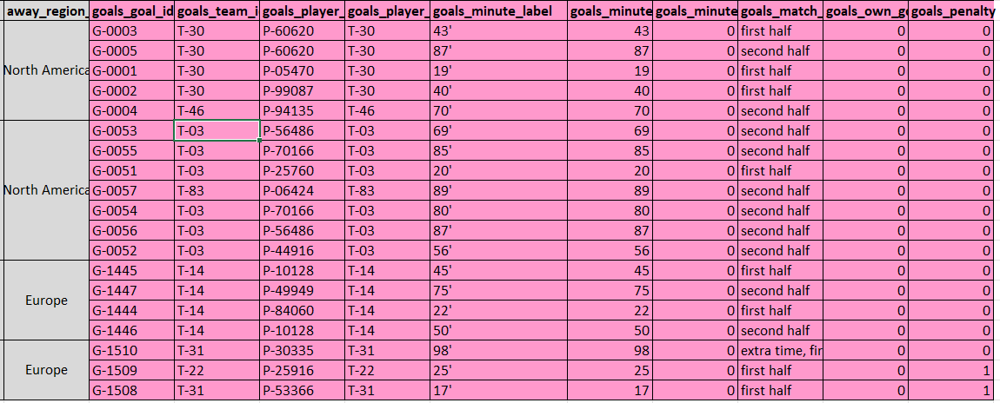 away_region_ goals_goal_id goals_team_i goals_player_ goals_player_ goals_minute_label goals_minute goals_minute goals_match_ goals_own_go goals_penalty
G-0003 T-30 P-60620 T-30 43' 43 0 first half 0 0
G-0005 T-30 P-60620 T-30 87' 87 0 second half 0 0
North America G-0001 T-30 P-05470 T-30 19' 19 0 first half 0 0
G-0002 T-30 P-99087 T-30 40' 40 0 first half 0 0
G-0004 T-46 P-94135 T-46 70' 70 0 second half 0 0
G-0053 T-03 P-56486 T-03 69' 69 0 second half 0 0
G-0055 T-03 P-70166 T-03 85' 85 0 second half 0 0
G-0051 T-03 P-25760 T-03 20' 20 0 first half 0 0
North America G-0057 T-83 P-06424 T-83 89' 89 0 second half 0 0
G-0054 T-03 P-70166 T-03 80' 80 0 second half 0 0
G-0056 T-03 P-56486 T-03 87' 87 0 second half 0 0
G-0052 T-03 P-44916 T-03 56' 56 0 second half 0 0
G-1445 T-14 P-10128 T-14 45' 45 0 first half 0 0
G-1447 T-14 P-49949 T-14 75' 75 0 second half 0 0
Europe G-1444 T-14 P-84060 T-14 22' 22 0 first half 0 0
G-1446 T-14 P-10128 T-14 50' 50 0 second half 0 0
G-1510 T-31 P-30335 T-31 98' 98 0 extra time, fir 0 0
Europe G-1509 T-22 P-25916 T-22 25' 25 0 first half 0 1
G-1508 T-31 P-53366 T-31 17' 17 0 first half 0 1